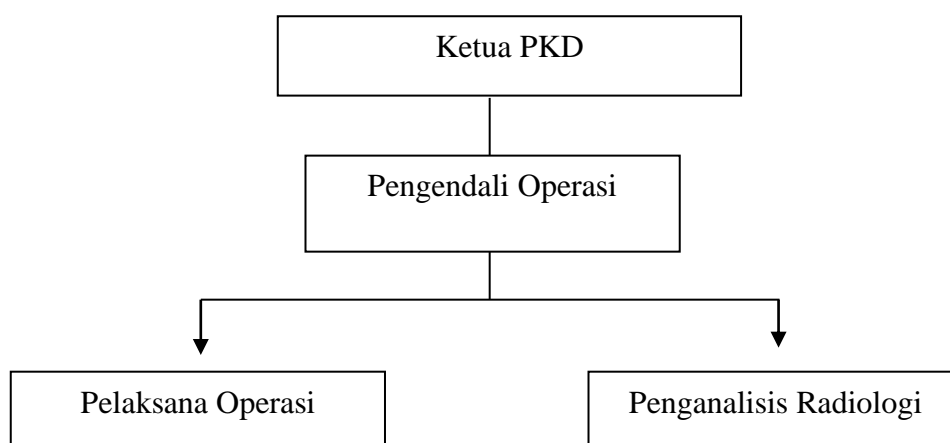 Ketua PKD
Pengendali Operasi
Pelaksana Operasi
Penganalisis Radiologi